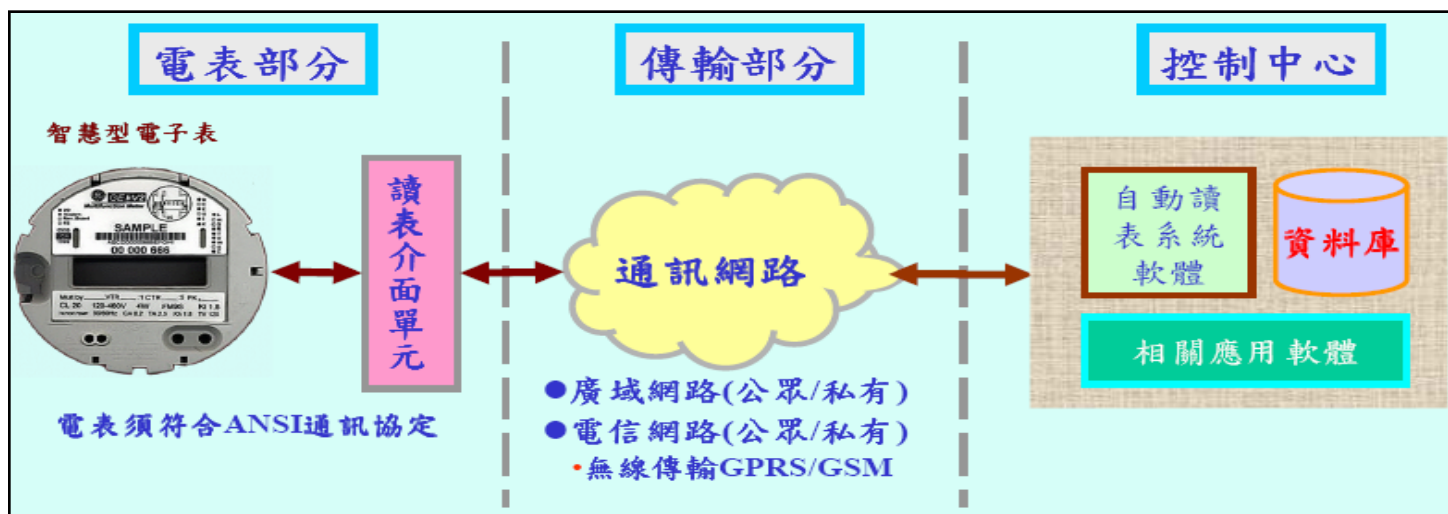 電表部分
傳輸部分
控制中心
智慧型電子表
SAMPLE
00 000 666
讀表介面單元
通訊網路
自動讀
表系統
軟體
資料庫
相關應用軟體
電表須符合ANSI通訊協定
●廣域網路(公眾/私有)
●電信網路(公眾/私有)
•無線傳輸GPRS/GSM